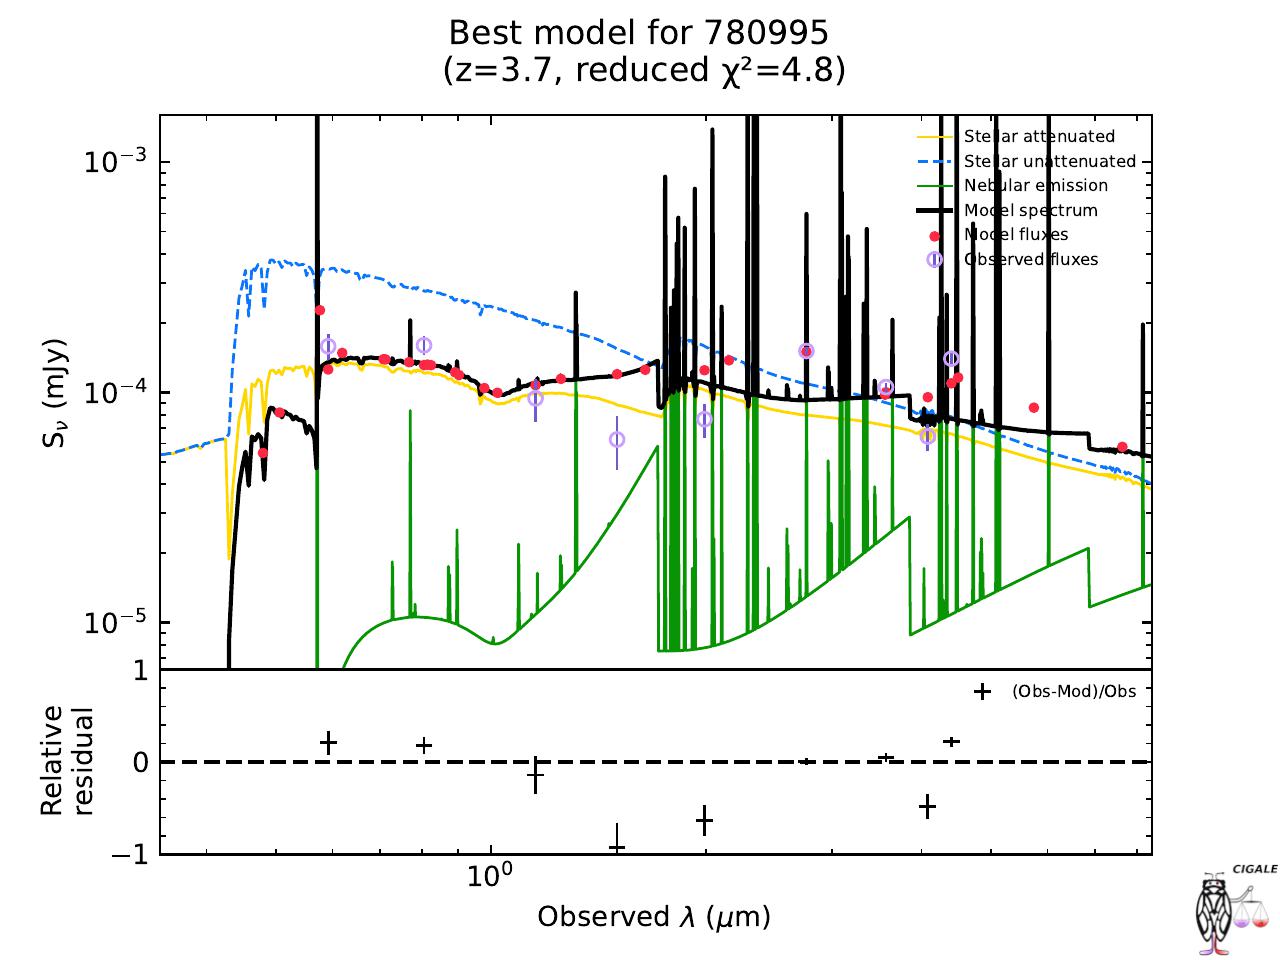 Best model for 780995
(z=3.7, reduced χ²=4.8)
Stellar attenuated
Stellar unattenuated
Nebular emission
Model spectrum
Model fluxes
Observed fluxes
10⁻³
10⁻⁴
10⁻⁵
Sν (mJy)
1
0
−1
Relative
residual
(Obs-Mod)/Obs
10⁰
Observed λ (μm)
CIGALE